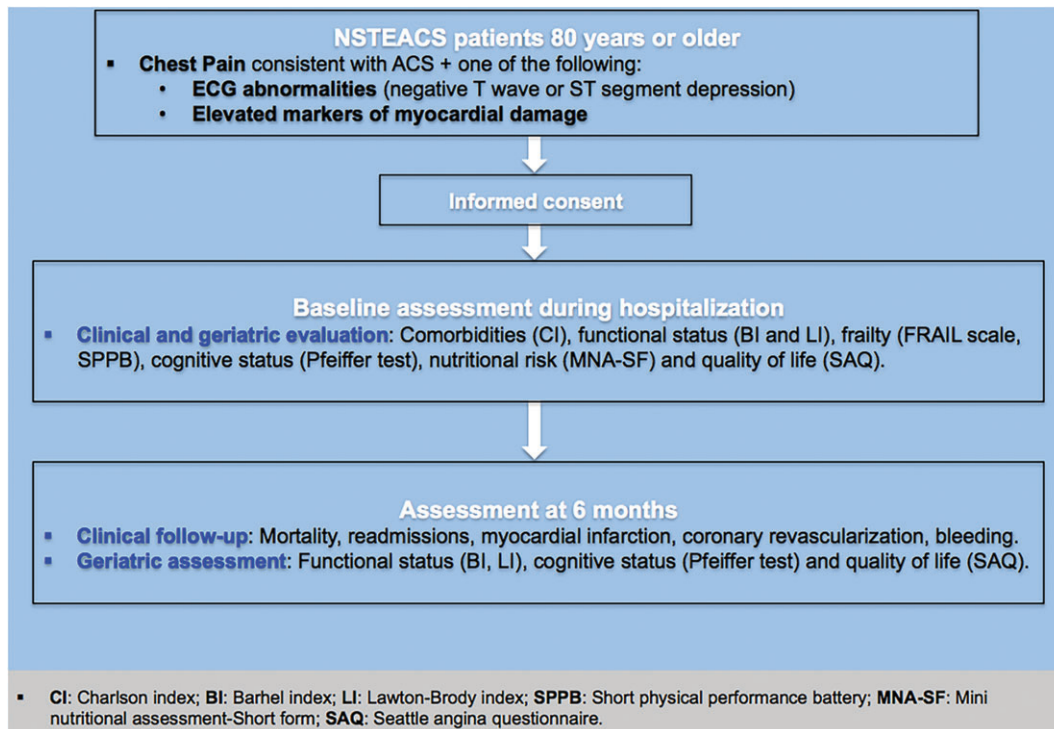 NSTEACS patients 80 years or older
▪ Chest Pain consistent with ACS + one of the following:
• ECG abnormalities (negative T wave or ST segment depression)
• Elevated markers of myocardial damage
Informed consent
Baseline assessment during hospitalization
▪ Clinical and geriatric evaluation: Comorbidities (CI), functional status (BI and LI), frailty (FRAIL scale,
SPPB), cognitive status (Pfeiffer test), nutritional risk (MNA-SF) and quality of life (SAQ).
Assessment at 6 months
▪ Clinical follow-up: Mortality, readmissions, myocardial infarction, coronary revascularization, bleeding.
▪ Geriatric assessment: Functional status (BI, LI), cognitive status (Pfeiffer test) and quality of life (SAQ).
▪ CI: Charlson index; BI: Barhel index; LI: Lawton-Brody index; SPPB: Short physical performance battery; MNA-SF: Mini
nutritional assessment-Short form; SAQ: Seattle angina questionnaire.